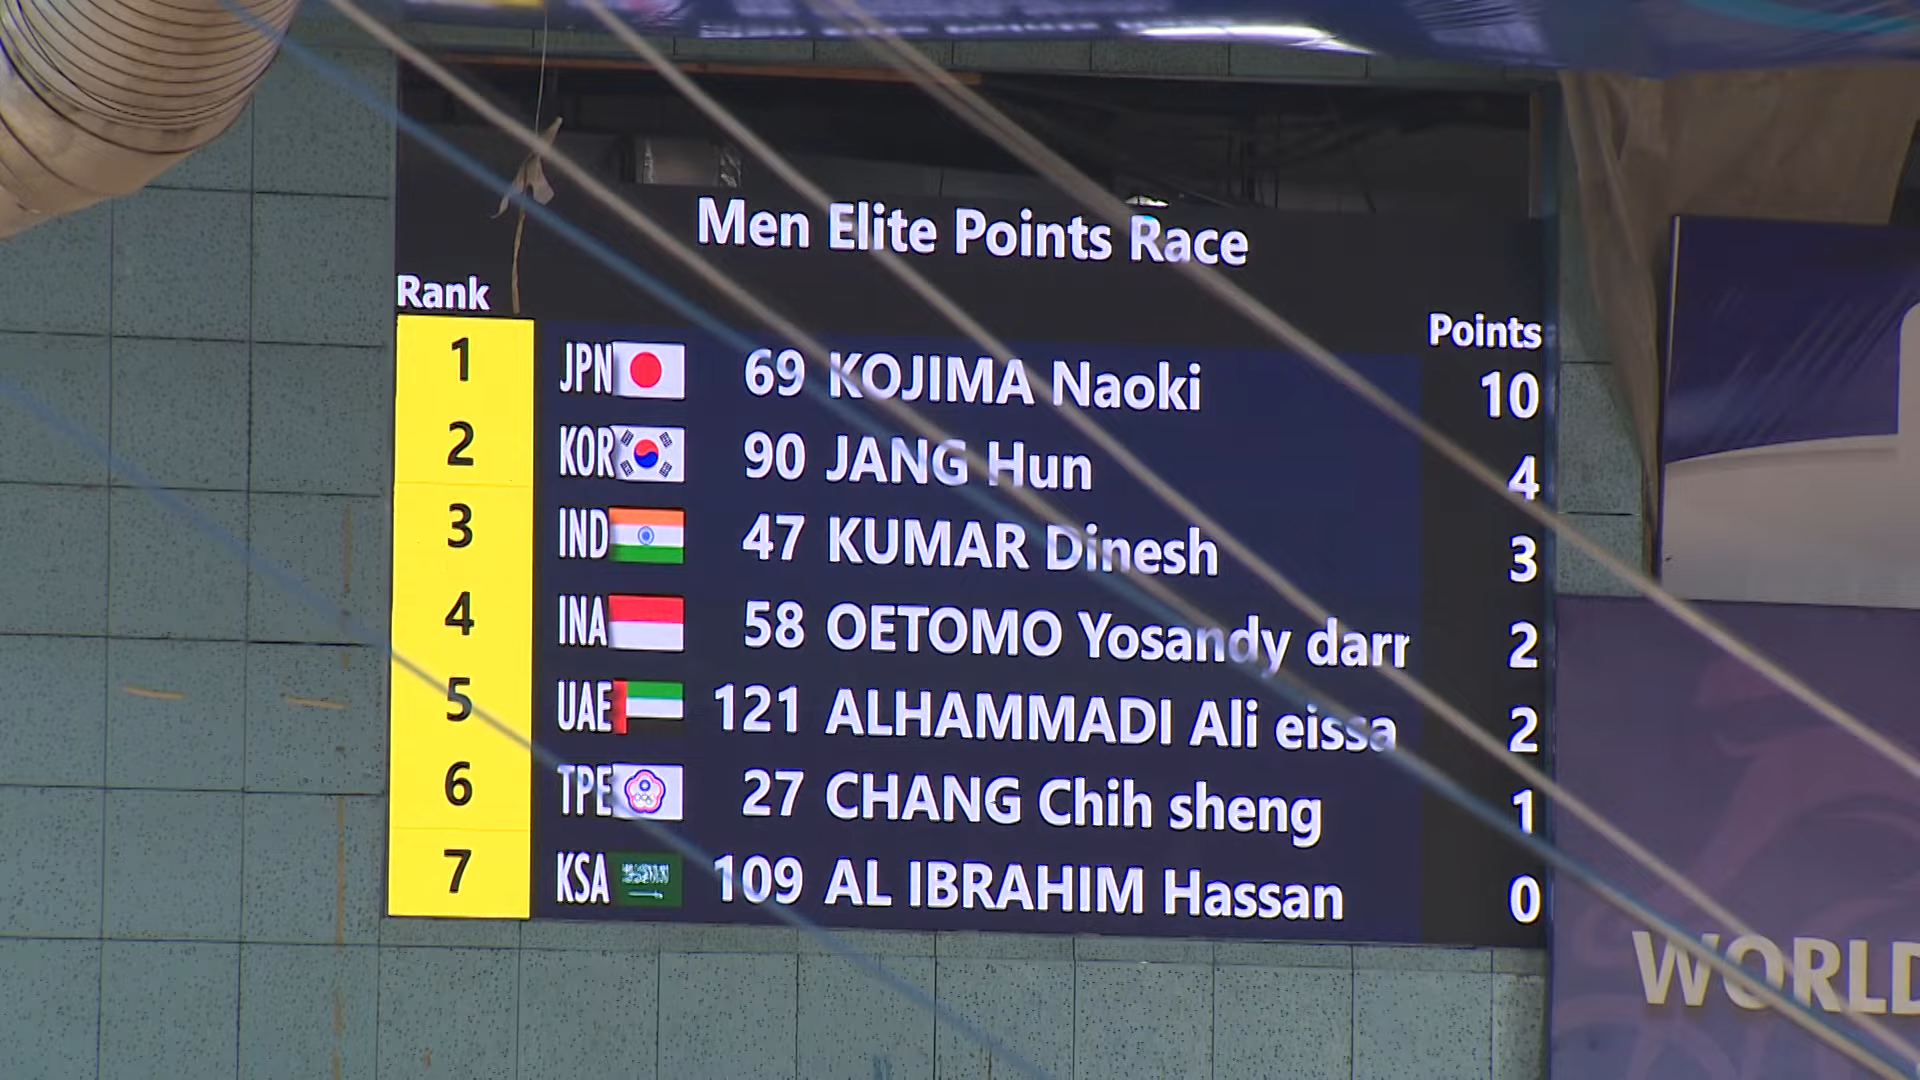 Men Elite Points Race
Rank
Points
1 JPN 69 KOJIMA Naoki 10
2 KOR 90 JANG Hun 4
3 IND 47 KUMAR Dinesh 3
4 INA 58 OETOMO Yosandy darr 2
5 UAE 121 ALHAMMADI Ali eissa 2
6 TPE 27 CHANG Chih sheng 1
7 KSA 109 AL IBRAHIM Hassan 0
WORLD